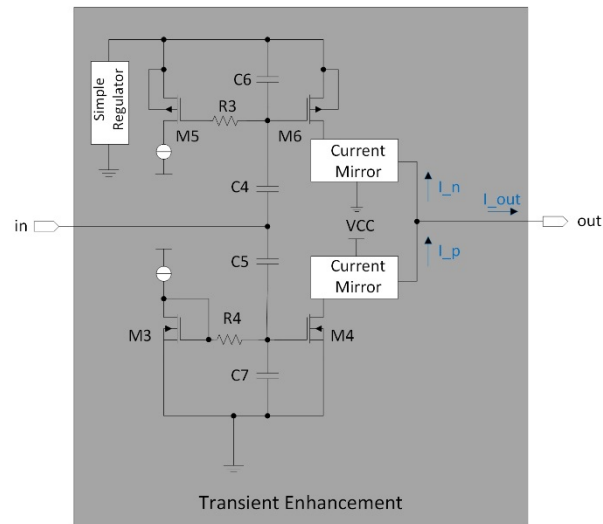 Simple
Regulator
C6
R3
M5
M6
Current
Mirror
C4
I_n
I_out
in
VCC
out
C5
I_p
Current
Mirror
R4
M3
M4
C7
Transient Enhancement